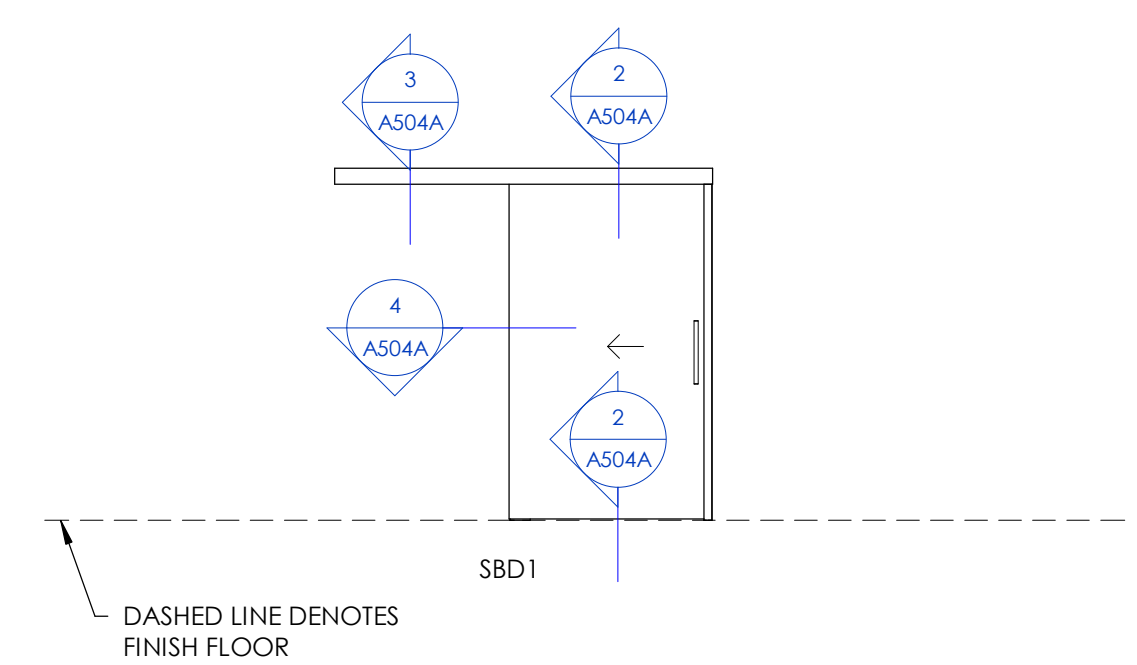 3
A504A
2
A504A
4
A504A
2
A504A
SBD1
DASHED LINE DENOTES
FINISH FLOOR